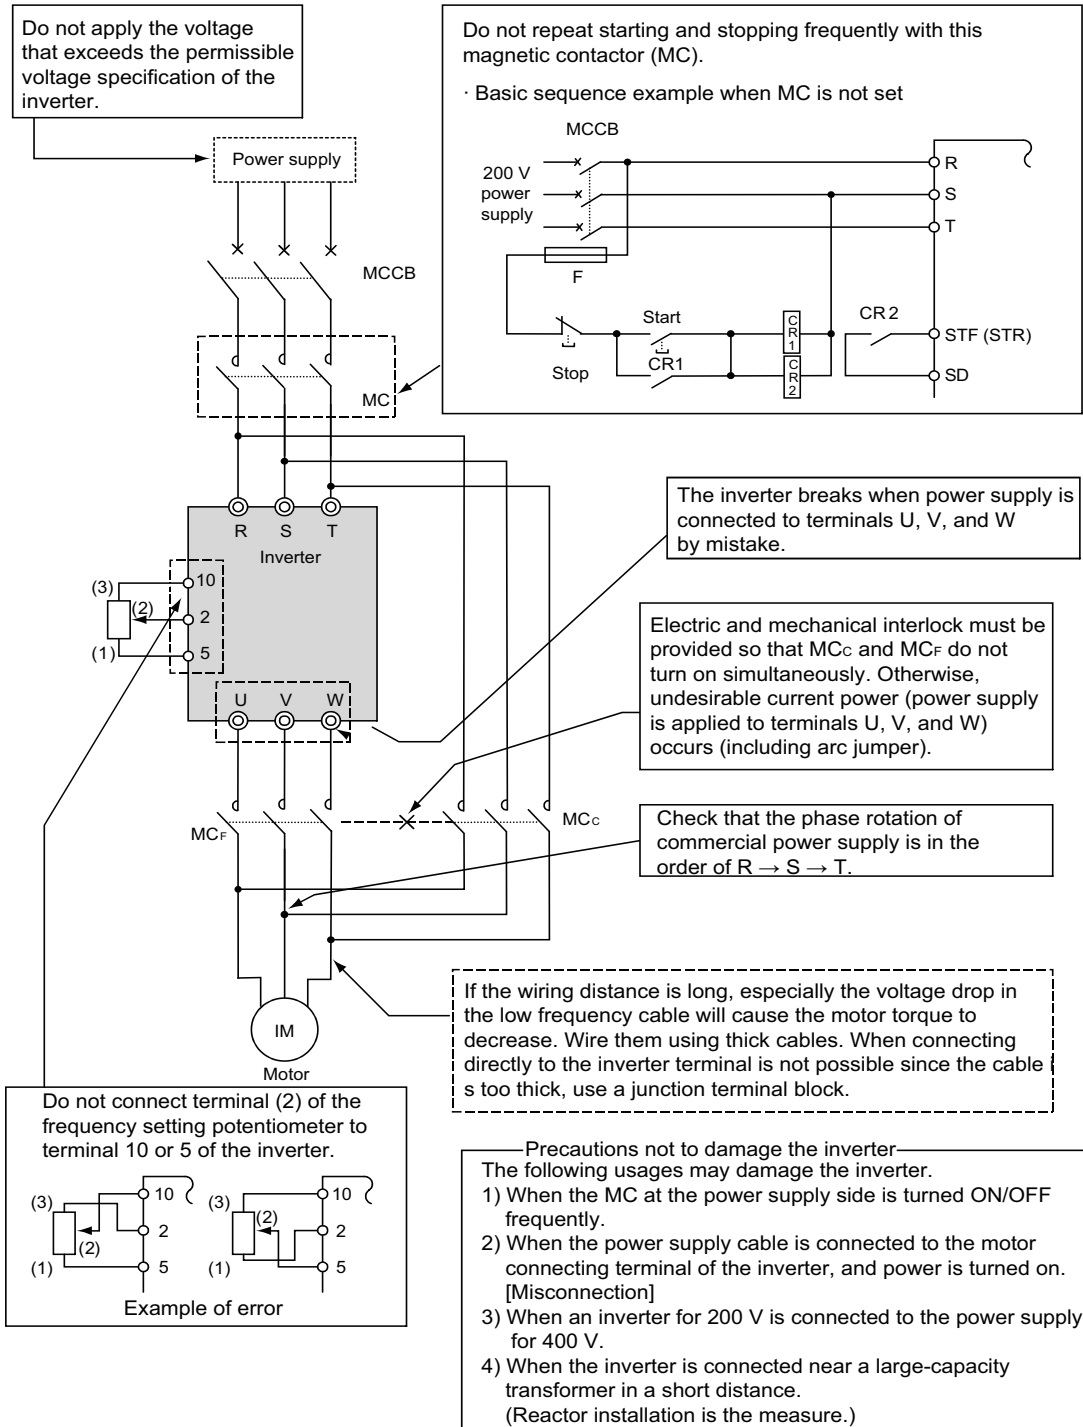 Do not apply the voltage
that exceeds the permissible
voltage specification of the
inverter.
Power supply
MCCB
MC
Do not repeat starting and stopping frequently with this
magnetic contactor (MC).
· Basic sequence example when MC is not set
MCCB
200 V
power
supply
R
S
T
F
Stop
Start
CR1
CR1
CR2
CR 2
STF (STR)
SD
R S T
Inverter
(3)
(2)
(1)
10
2
5
U V W
The inverter breaks when power supply is
connected to terminals U, V, and W
by mistake.
Electric and mechanical interlock must be
provided so that MCC and MCF do not
turn on simultaneously. Otherwise,
undesirable current power (power supply
is applied to terminals U, V, and W)
occurs (including arc jumper).
MCF
MCC
Check that the phase rotation of
commercial power supply is in the
order of R → S → T.
If the wiring distance is long, especially the voltage drop in
the low frequency cable will cause the motor torque to
decrease. Wire them using thick cables. When connecting
directly to the inverter terminal is not possible since the cable i
s too thick, use a junction terminal block.
IM
Motor
Do not connect terminal (2) of the
frequency setting potentiometer to
terminal 10 or 5 of the inverter.
(3)
(2)
(1)
10
2
5
(3)
(2)
(1)
10
2
5
Example of error
Precautions not to damage the inverter
The following usages may damage the inverter.
1) When the MC at the power supply side is turned ON/OFF
frequently.
2) When the power supply cable is connected to the motor
connecting terminal of the inverter, and power is turned on.
[Misconnection]
3) When an inverter for 200 V is connected to the power supply
for 400 V.
4) When the inverter is connected near a large-capacity
transformer in a short distance.
(Reactor installation is the measure.)